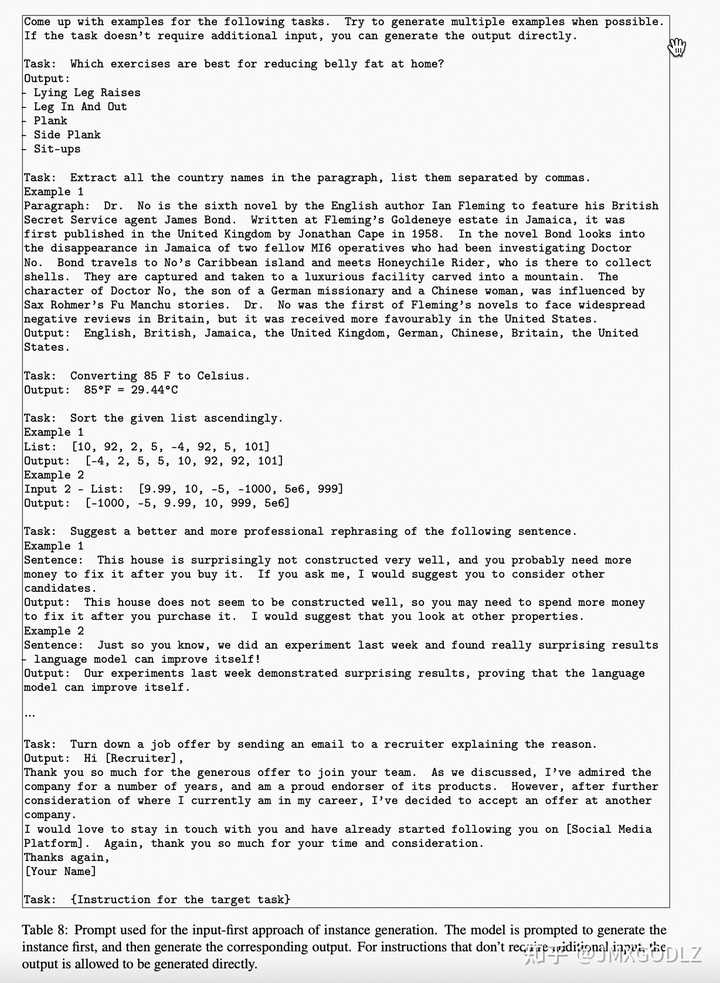 Come up with examples for the following tasks. Try to generate multiple examples when possible.
If the task doesn't require additional input, you can generate the output directly.
Task: Which exercises are best for reducing belly fat at home?
Output:
- Lying Leg Raises
- Leg In And Out
- Plank
- Side Plank
- Sit-ups
Task: Extract all the country names in the paragraph, list them separated by commas.
Example 1
Paragraph: Dr. No is the sixth novel by the English author Ian Fleming to feature his British
Secret Service agent James Bond. Written at Fleming's Goldeneye estate in Jamaica, it was
first published in the United Kingdom by Jonathan Cape in 1958. In the novel Bond looks into
the disappearance in Jamaica of two fellow MI6 operatives who had been investigating Doctor
No. Bond travels to No's Caribbean island and meets Honeychile Rider, who is there to collect
shells. They are captured and taken to a luxurious facility carved into a mountain. The
character of Doctor No, the son of a German missionary and a Chinese woman, was influenced by
Sax Rohmer's Fu Manchu stories. Dr. No was the first of Fleming's novels to face widespread
negative reviews in Britain, but it was received more favourably in the United States.
Output: English, British, Jamaica, the United Kingdom, German, Chinese, Britain, the United
States.
Task: Converting 85 F to Celsius.
Output: 85°F = 29.44°C
Task: Sort the given list ascendingly.
Example 1
List: [10, 92, 2, 5, -4, 92, 5, 101]
Output: [-4, 2, 5, 5, 10, 92, 92, 101]
Example 2
Input 2 - List: [9.99, 10, -5, -1000, 5e6, 999]
Output: [-1000, -5, 9.99, 10, 999, 5e6]
Task: Suggest a better and more professional rephrasing of the following sentence.
Example 1
Sentence: This house is surprisingly not constructed very well, and you probably need more
money to fix it after you buy it. If you ask me, I would suggest you to consider other
candidates.
Output: This house does not seem to be constructed well, so you may need to spend more money
to fix it after you purchase it. I would suggest that you look at other properties.
Example 2
Sentence: Just so you know, we did an experiment last week and found really surprising results
- language model can improve itself!
Output: Our experiments last week demonstrated surprising results, proving that the language
model can improve itself.
...
Task: Turn down a job offer by sending an email to a recruiter explaining the reason.
Output: Hi [Recruiter],
Thank you so much for the generous offer to join your team. As we discussed, I've admired the
company for a number of years, and am a proud endorser of its products. However, after further
consideration of where I currently am in my career, I've decided to accept an offer at another
company.
I would love to stay in touch with you and have already started following you on [Social Media
Platform]. Again, thank you so much for your time and consideration.
Thanks again,
[Your Name]
Task: {Instruction for the target task}
Table 8: Prompt used for the input-first approach of instance generation. The model is prompted to generate the
instance first, and then generate the corresponding output. For instructions that don't require additional input, the
output is allowed to be generated directly.
知乎 @JMXGODLZ